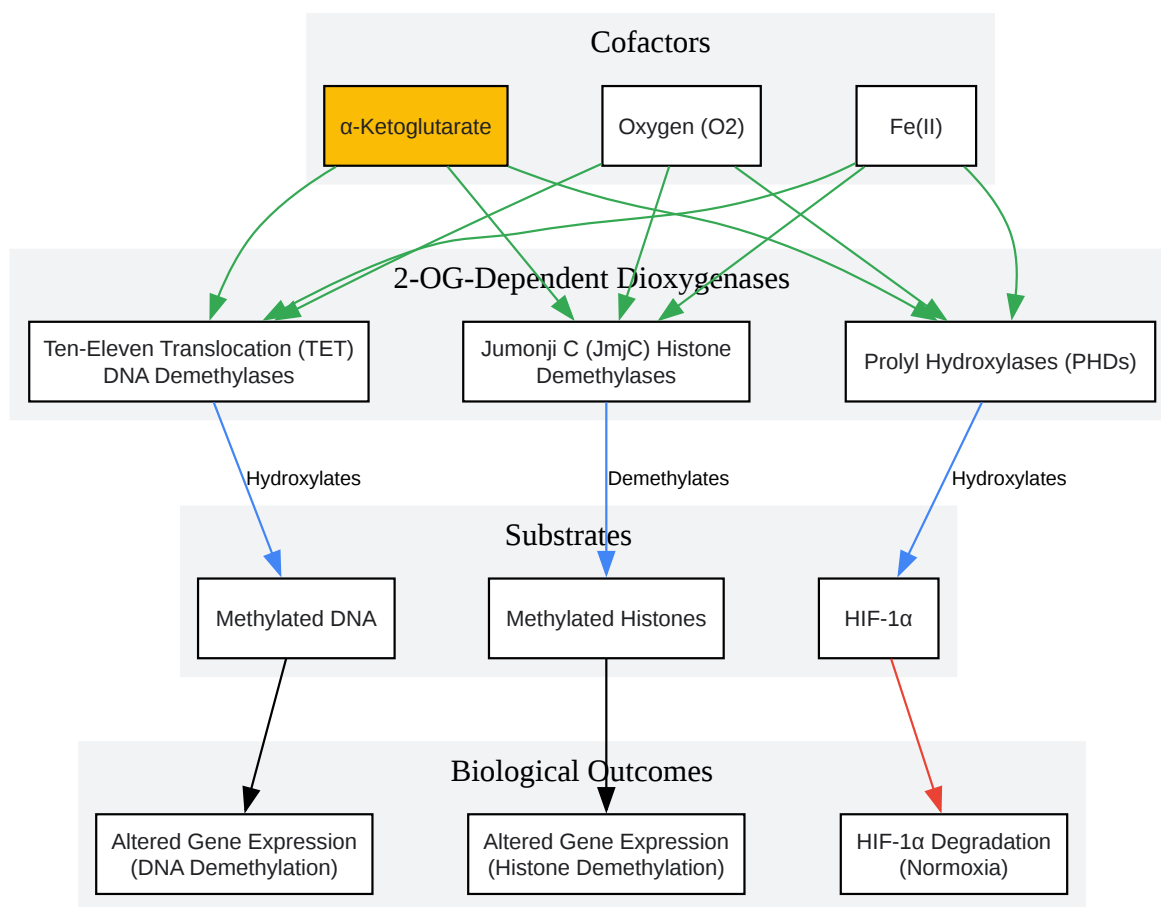 Cofactors
α-Ketoglutarate
Oxygen (O2)
Fe(II)
2-OG-Dependent Dioxygenases
Ten-Eleven Translocation (TET)
DNA Demethylases
Jumonji C (JmjC) Histone
Demethylases
Prolyl Hydroxylases (PHDs)
Hydroxylates
Demethylates
Hydroxylates
Substrates
Methylated DNA
Methylated Histones
HIF-1α
Biological Outcomes
Altered Gene Expression
(DNA Demethylation)
Altered Gene Expression
(Histone Demethylation)
HIF-1α Degradation
(Normoxia)